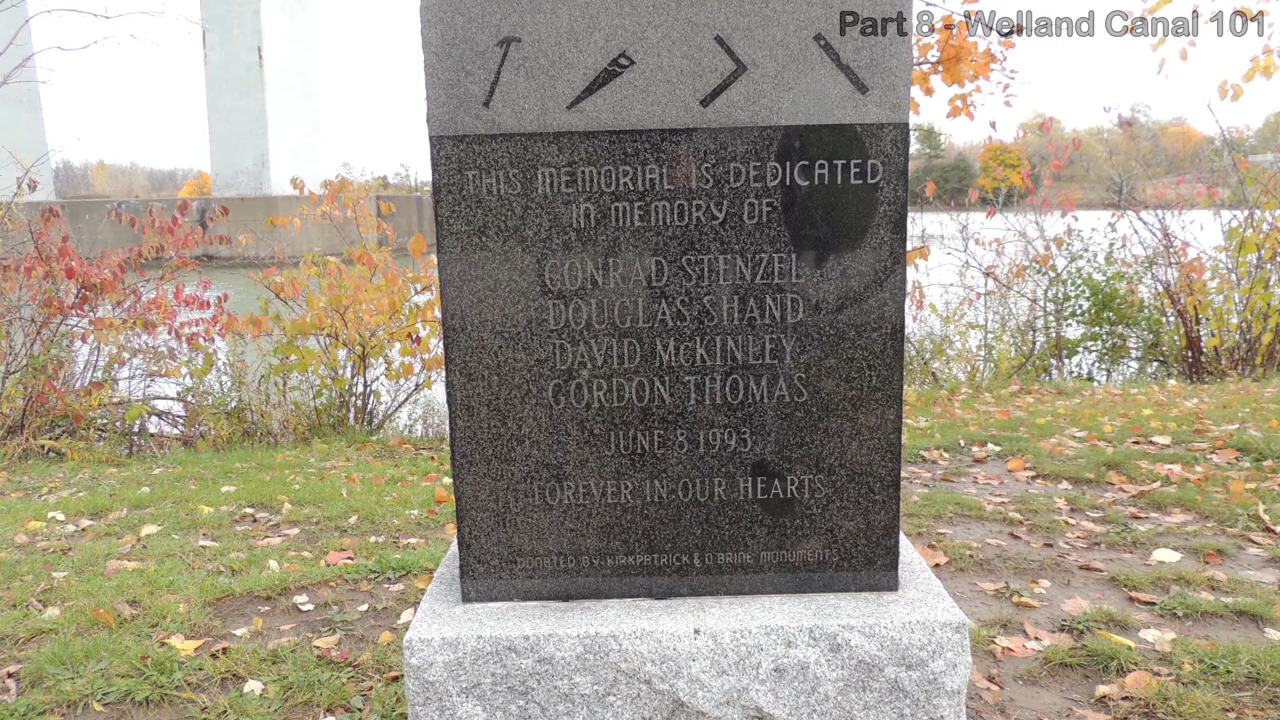 Part 8 - Welland Canal 101
THIS MEMORIAL IS DEDICATED
IN MEMORY OF
CONRAD STENZEL
DOUGLAS SHAND
DAVID McKINLEY
GORDON THOMAS
JUNE 8 1993
FOREVER IN OUR HEARTS
DONATED BY KIRKPATRICK & O'BRINE MONUMENTS